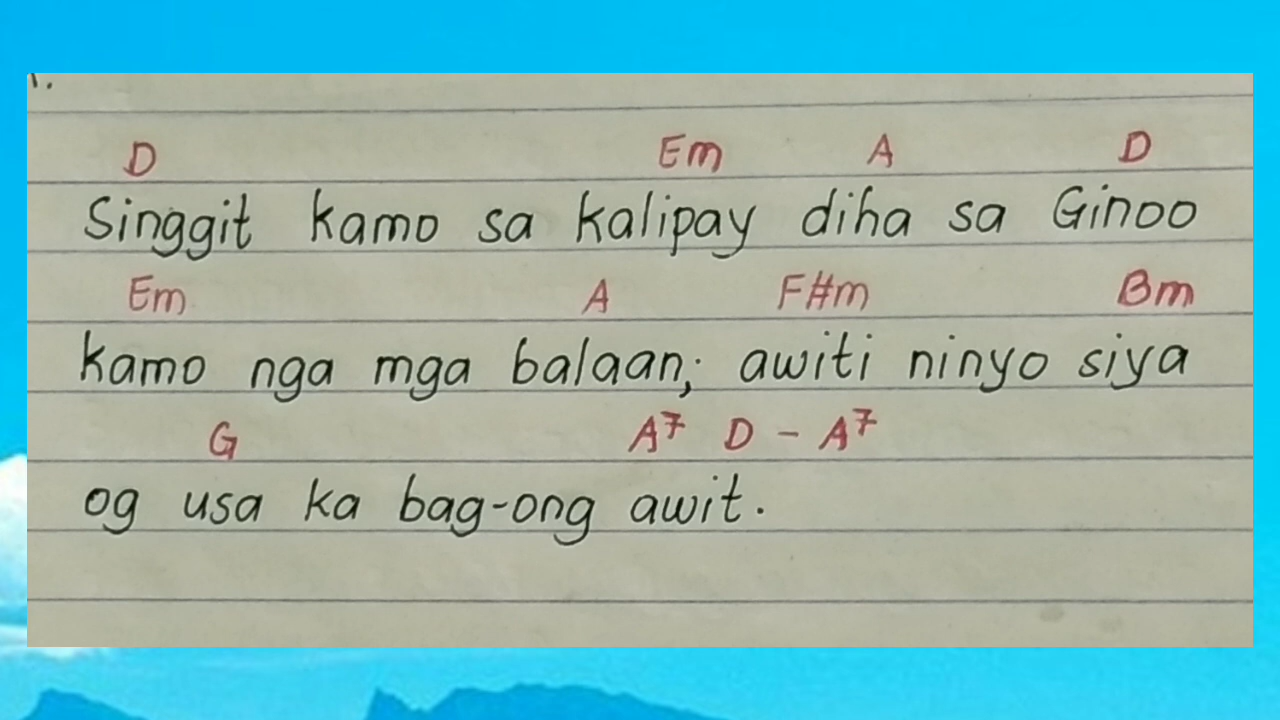 1.
D Em A D
Singgit kamo sa kalipay diha sa Ginoo
Em A F#m Bm
kamo nga mga balaan; awiti ninyo siya
G A7 D - A7
og usa ka bag-ong awit.